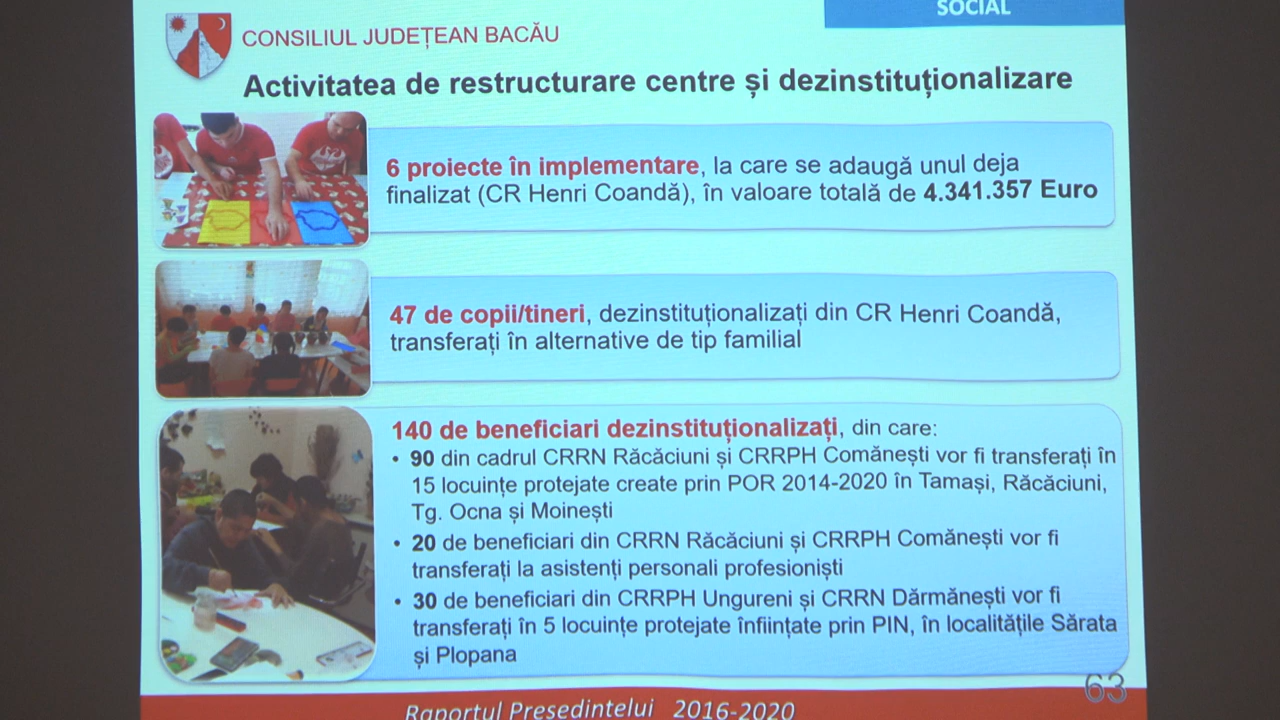 SOCIAL
CONSILIUL JUDEȚEAN BACĂU
Activitatea de restructurare centre și dezinstituționalizare
6 proiecte în implementare, la care se adaugă unul deja
finalizat (CR Henri Coandă), în valoare totală de 4.341.357 Euro
47 de copii/tineri, dezinstituționalizați din CR Henri Coandă,
transferați în alternative de tip familial
140 de beneficiari dezinstituționalizați, din care:
• 90 din cadrul CRRN Răcăciuni și CRRPH Comănești vor fi transferați în
15 locuințe protejate create prin POR 2014-2020 în Tamași, Răcăciuni,
Tg. Ocna și Moinești
• 20 de beneficiari din CRRN Răcăciuni și CRRPH Comănești vor fi
transferați la asistenți personali profesioniști
• 30 de beneficiari din CRRPH Ungureni și CRRN Dărmănești vor fi
transferați în 5 locuințe protejate înființate prin PIN, în localitățile Sărata
și Plopana
63
Raportul Președintelui 2016-2020